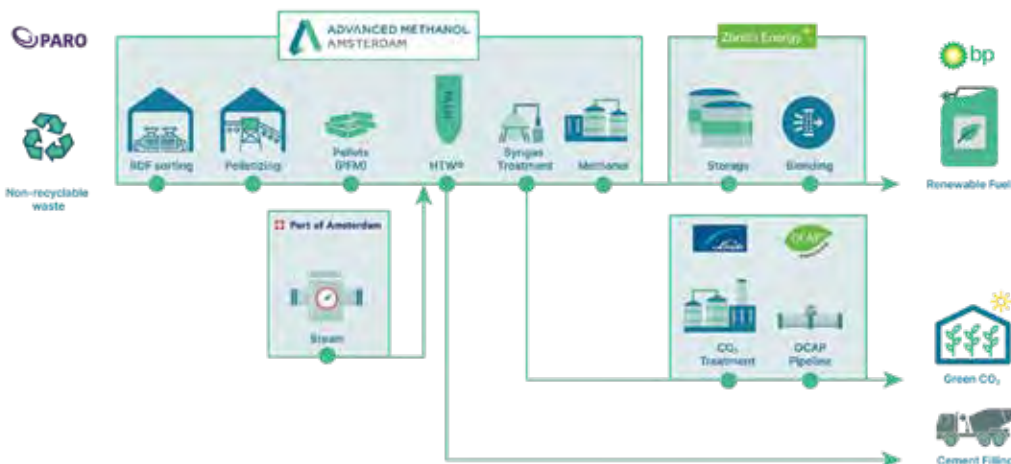 PARO
ADVANCED METHANOL
AMSTERDAM
Zenith Energy
bp
RDF sorting
Pelletizing
Pellets
(PFM)
HTW®
Syngas
Treatment
Methanol
Storage
Blending
Non-recyclable
waste
Renewable Fuel
Port of Amsterdam
Steam
OCAP
CO₂
Treatment
OCAP
Pipeline
Green CO₂
Cement Filling